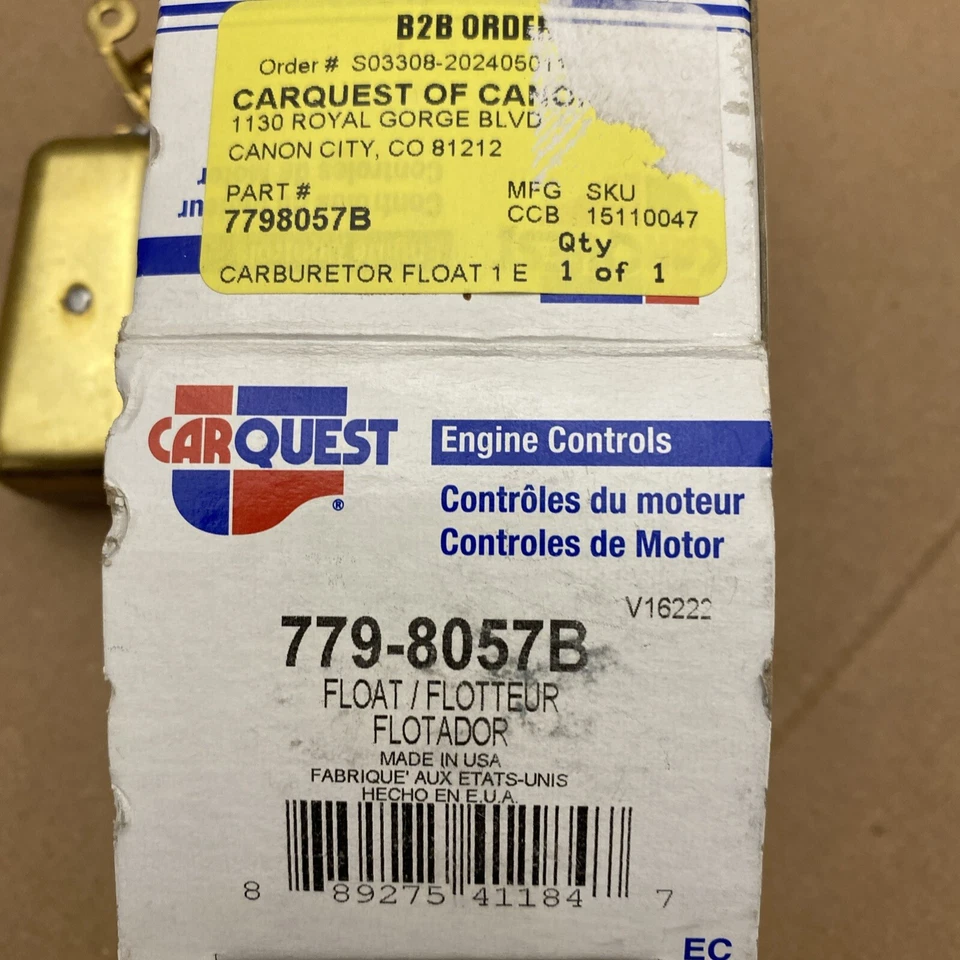 B2B ORDER
Order # S03308-20240501
CARQUEST OF
1130 ROYAL GORGE BLVD
CANON CITY, CO 81212
PART # MFG SKU
7798057B CCB 15110047
Qty
CARBURETOR FLOAT 1 E 1 of 1
CARQUEST
®
Engine Controls
Contrôles du moteur
Controles de Motor
V16222
779-8057B
FLOAT / FLOTTEUR
FLOTADOR
MADE IN USA
FABRIQUE' AUX ETATS-UNIS
HECHO EN E.U.A.
8 89275 41184 7
EC